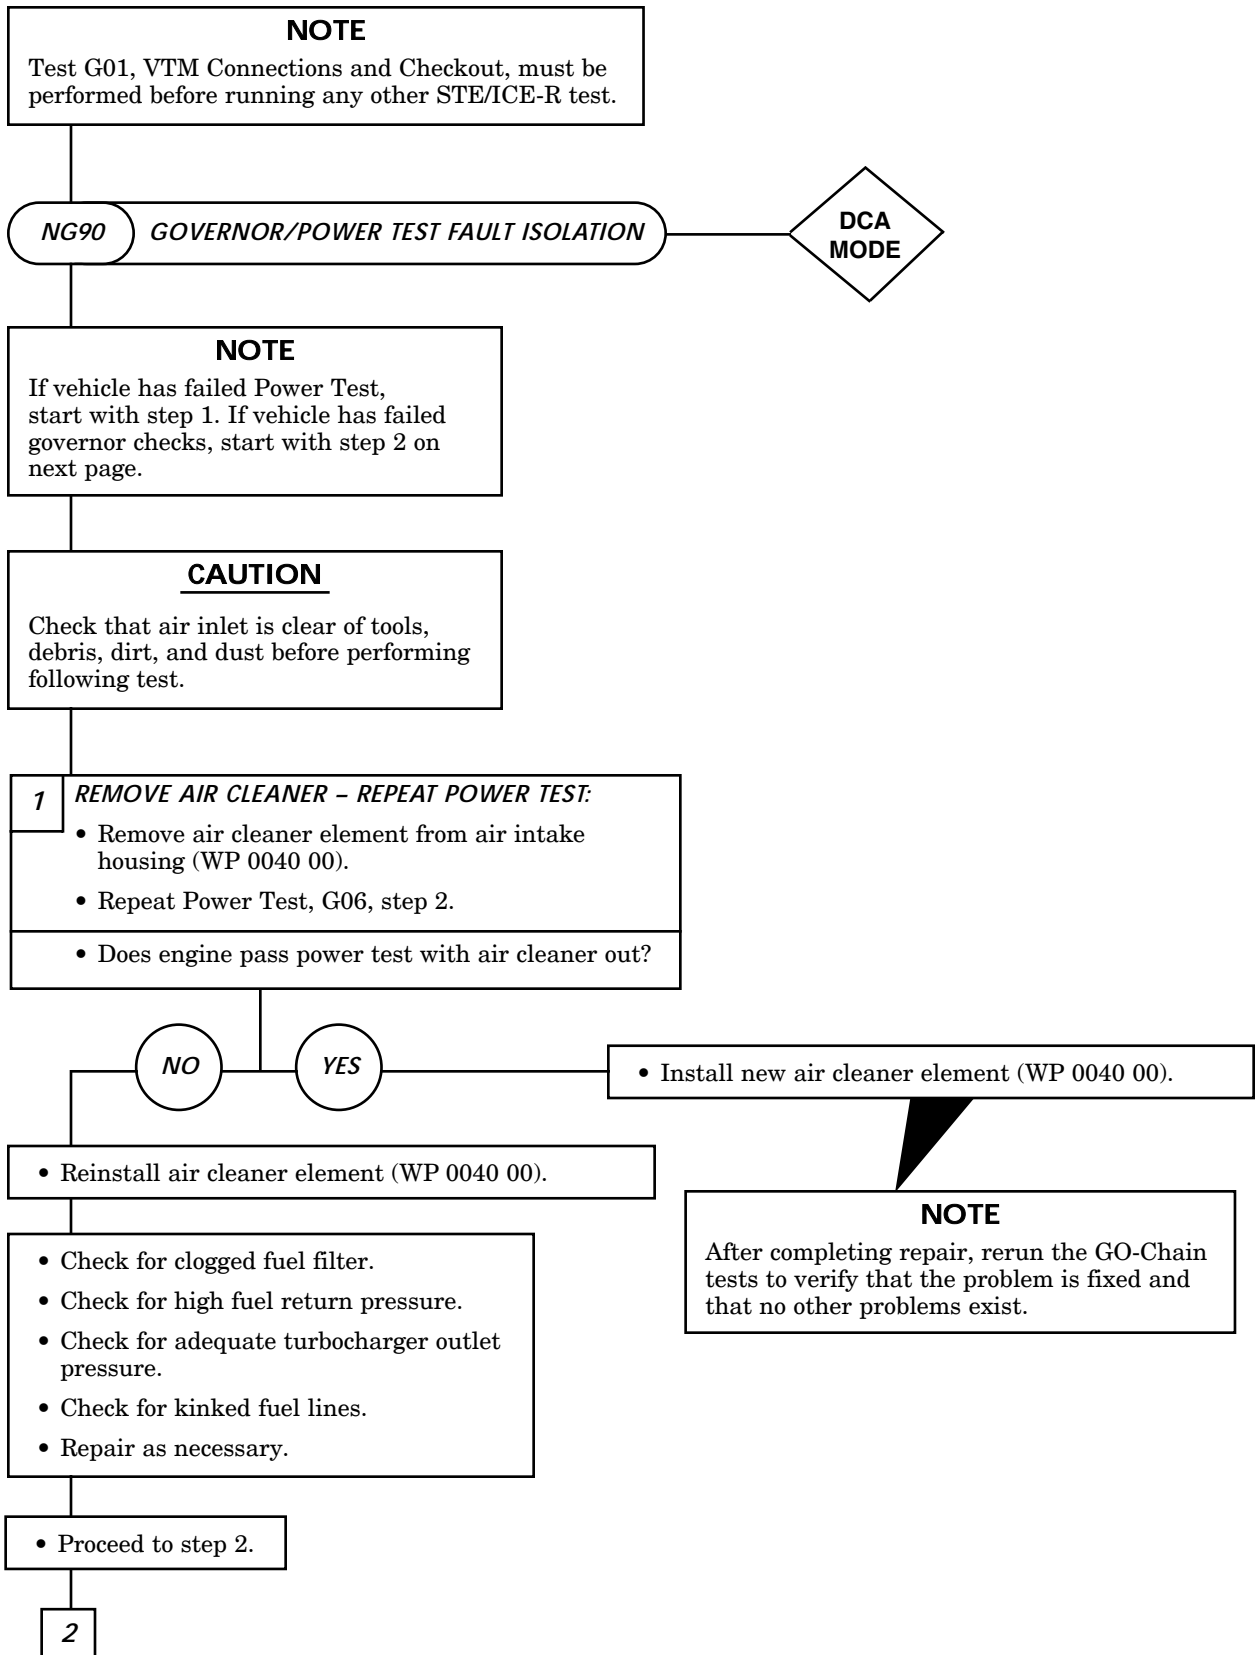 NOTE
Test G01, VTM Connections and Checkout, must be
performed before running any other STE/ICE-R test.
NG90 GOVERNOR/POWER TEST FAULT ISOLATION
DCA
MODE
NOTE
If vehicle has failed Power Test,
start with step 1. If vehicle has failed
governor checks, start with step 2 on
next page.
CAUTION
Check that air inlet is clear of tools,
debris, dirt, and dust before performing
following test.
1 REMOVE AIR CLEANER – REPEAT POWER TEST:
• Remove air cleaner element from air intake
housing (WP 0040 00).
• Repeat Power Test, G06, step 2.
• Does engine pass power test with air cleaner out?
NO
YES
• Install new air cleaner element (WP 0040 00).
NOTE
After completing repair, rerun the GO-Chain
tests to verify that the problem is fixed and
that no other problems exist.
• Reinstall air cleaner element (WP 0040 00).
• Check for clogged fuel filter.
• Check for high fuel return pressure.
• Check for adequate turbocharger outlet
pressure.
• Check for kinked fuel lines.
• Repair as necessary.
• Proceed to step 2.
2